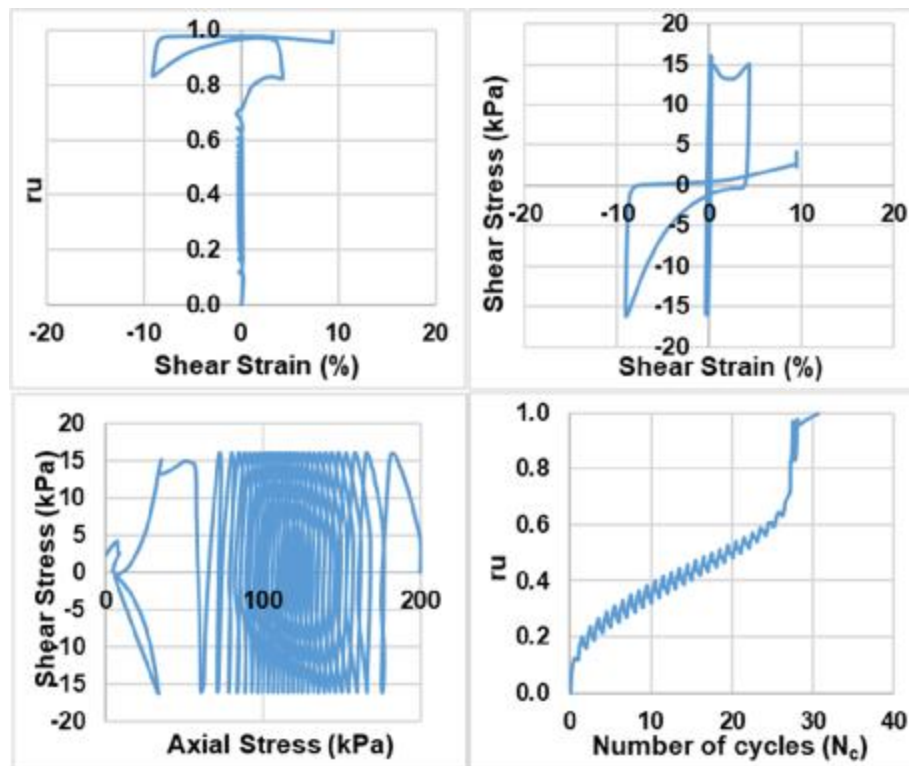 1.0
0.8
0.6
0.4
0.2
0.0
ru
-20 -10 0 10 20
Shear Strain (%)
20
15
10
5
0
-5
-10
-15
-20
Shear Stress (kPa)
-20 -10 0 10 20
Shear Strain (%)
20
15
10
5
0
-5
-10
-15
-20
Shear Stress (kPa)
0 100 200
Axial Stress (kPa)
1.0
0.8
0.6
0.4
0.2
0.0
ru
0 10 20 30 40
Number of cycles (Nc)